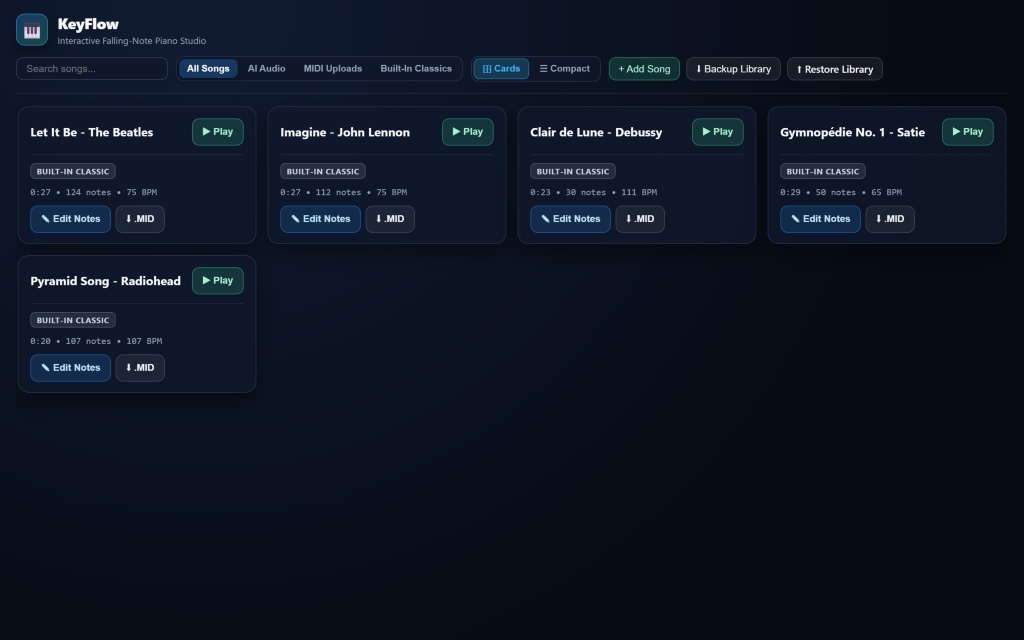 KeyFlow
Interactive Falling-Note Piano Studio
Search songs...
All Songs
AI Audio
MIDI Uploads
Built-In Classics
Cards
☰ Compact
+ Add Song
⬇ Backup Library
⬆ Restore Library
Let It Be - The Beatles
▶ Play
BUILT-IN CLASSIC
0:27 • 124 notes • 75 BPM
✎ Edit Notes
⬇ .MID
Imagine - John Lennon
▶ Play
BUILT-IN CLASSIC
0:27 • 112 notes • 75 BPM
✎ Edit Notes
⬇ .MID
Clair de Lune - Debussy
▶ Play
BUILT-IN CLASSIC
0:23 • 30 notes • 111 BPM
✎ Edit Notes
⬇ .MID
Gymnopédie No. 1 - Satie
▶ Play
BUILT-IN CLASSIC
0:29 • 50 notes • 65 BPM
✎ Edit Notes
⬇ .MID
Pyramid Song - Radiohead
▶ Play
BUILT-IN CLASSIC
0:20 • 107 notes • 107 BPM
✎ Edit Notes
⬇ .MID